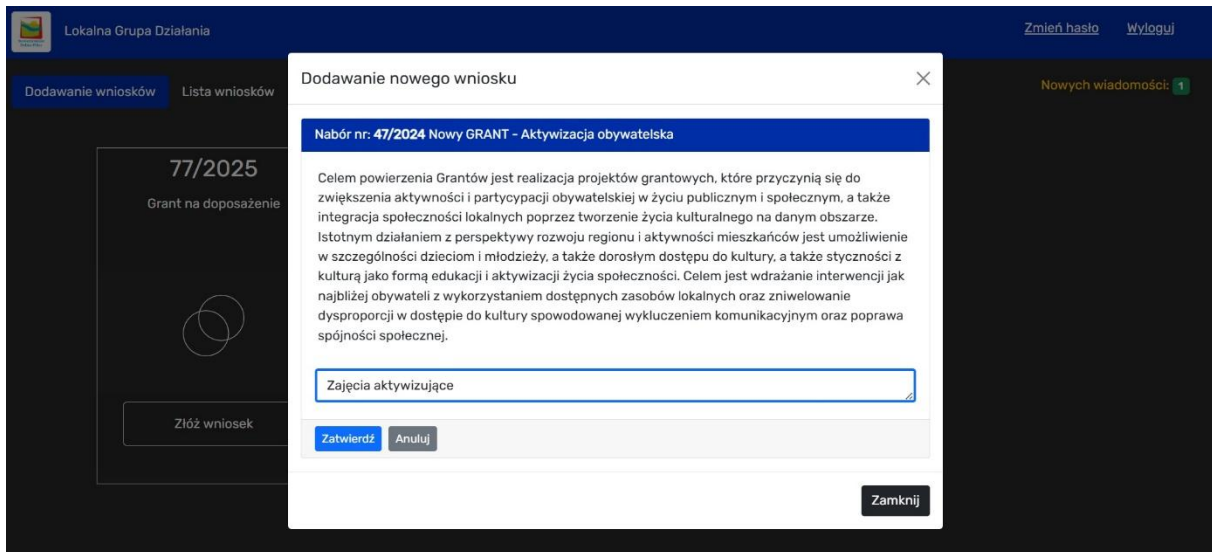 Lokalna Grupa Działania
Zmień hasło
Wyloguj
Dodawanie wniosków
Lista wniosków
Nowych wiadomości: 1
77/2025
Grant na doposażenie
Złóż wniosek
Dodawanie nowego wniosku
Nabór nr: 47/2024 Nowy GRANT - Aktywizacja obywatelska
Celem powierzenia Grantów jest realizacja projektów grantowych, które przyczynią się do
zwiększenia aktywności i partycypacji obywatelskiej w życiu publicznym i społecznym, a także
integracja społeczności lokalnych poprzez tworzenie życia kulturalnego na danym obszarze.
Istotnym działaniem z perspektywy rozwoju regionu i aktywności mieszkańców jest umożliwienie
w szczególności dzieciom i młodzieży, a także dorosłym dostępu do kultury, a także styczności z
kulturą jako formą edukacji i aktywizacji życia społeczności. Celem jest wdrażanie interwencji jak
najbliżej obywateli z wykorzystaniem dostępnych zasobów lokalnych oraz zniwelowanie
dysproporcji w dostępie do kultury spowodowanej wykluczeniem komunikacyjnym oraz poprawa
spójności społecznej.
Zajęcia aktywizujące
Zatwierdź
Anuluj
Zamknij